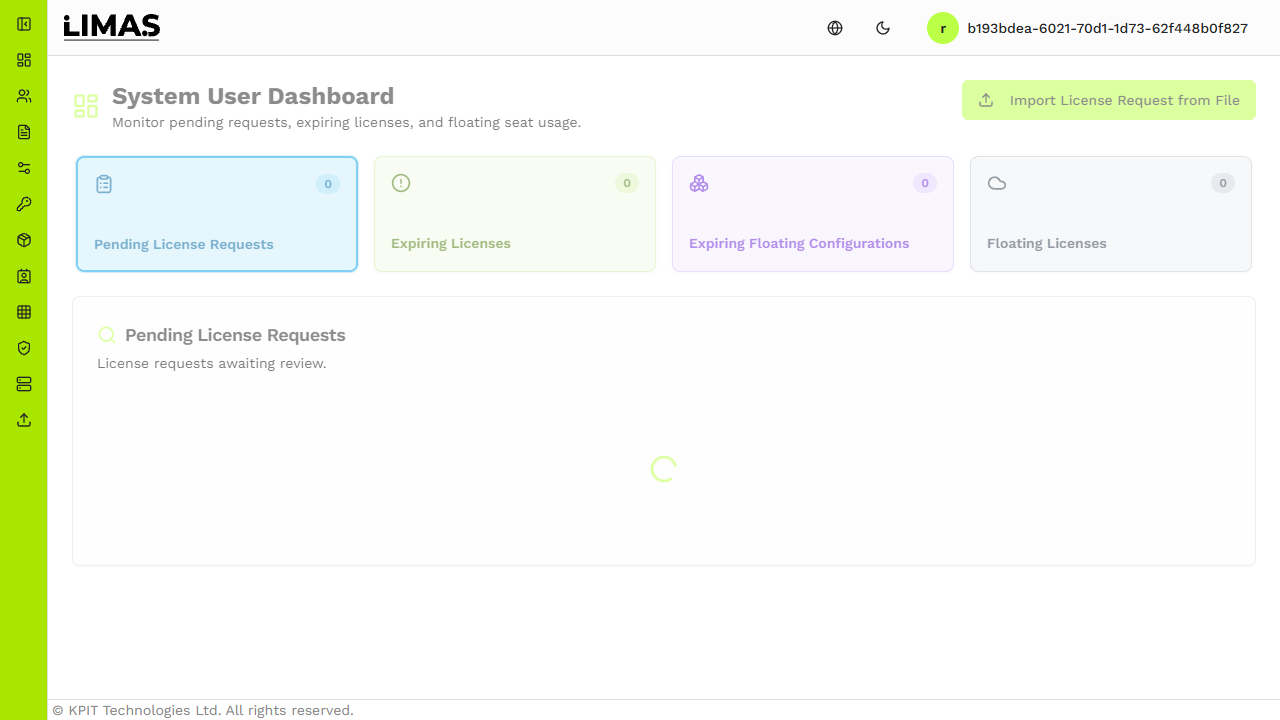 LIMAS
r
b193bdea-6021-70d1-1d73-62f448b0f827
System User Dashboard
Monitor pending requests, expiring licenses, and floating seat usage.
Import License Request from File
0
Pending License Requests
0
Expiring Licenses
0
Expiring Floating Configurations
0
Floating Licenses
Pending License Requests
License requests awaiting review.
© KPIT Technologies Ltd. All rights reserved.